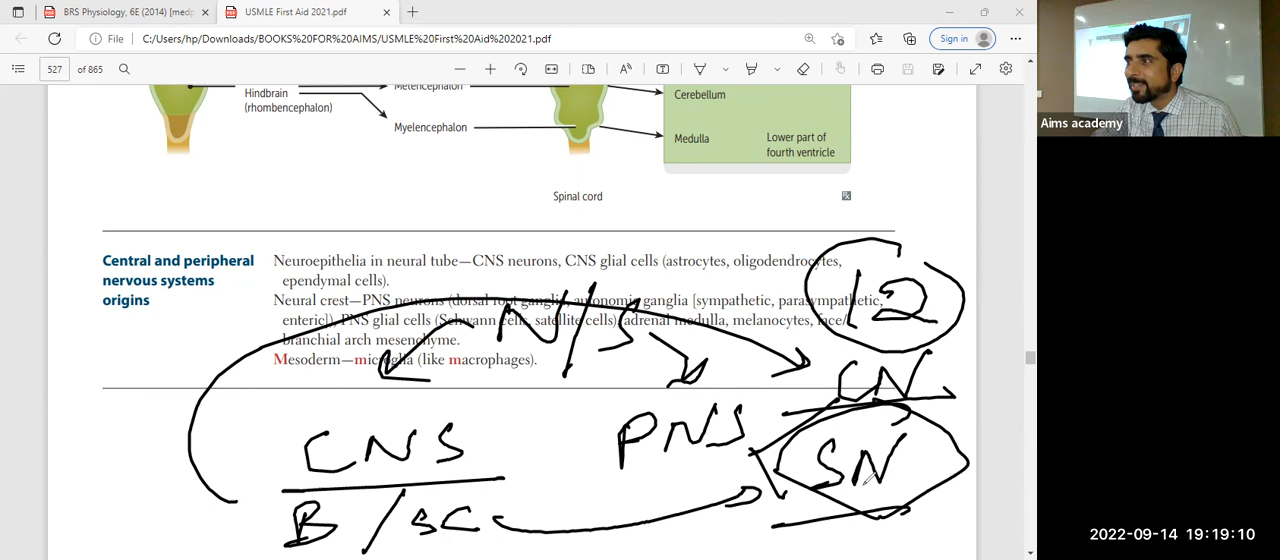 BRS Physiology, 6E (2014) [medp
USMLE First Aid 2021.pdf
File
C:/Users/hp/Downloads/BOOKS%20FOR%20AIMS/USMLE%20First%20Aid%202021.pdf
Sign in
527 of 865
Hindbrain
(rhombencephalon)
Metencephalon
Myelencephalon
Cerebellum
Medulla
Lower part of
fourth ventricle
Spinal cord
Central and peripheral
nervous systems
origins
Neuroepithelia in neural tube—CNS neurons, CNS glial cells (astrocytes, oligodendrocytes,
ependymal cells).
Neural crest—PNS neurons (dorsal root ganglia, autonomic ganglia [sympathetic, parasympathetic,
enteric]), PNS glial cells (Schwann cells, satellite cells), adrenal medulla, melanocytes, face/
branchial arch mesenchyme.
Mesoderm—microglia (like macrophages).
N/S
12
CN
CNS
PNS
SN
B/SC
Aims academy
2022-09-14 19:19:10